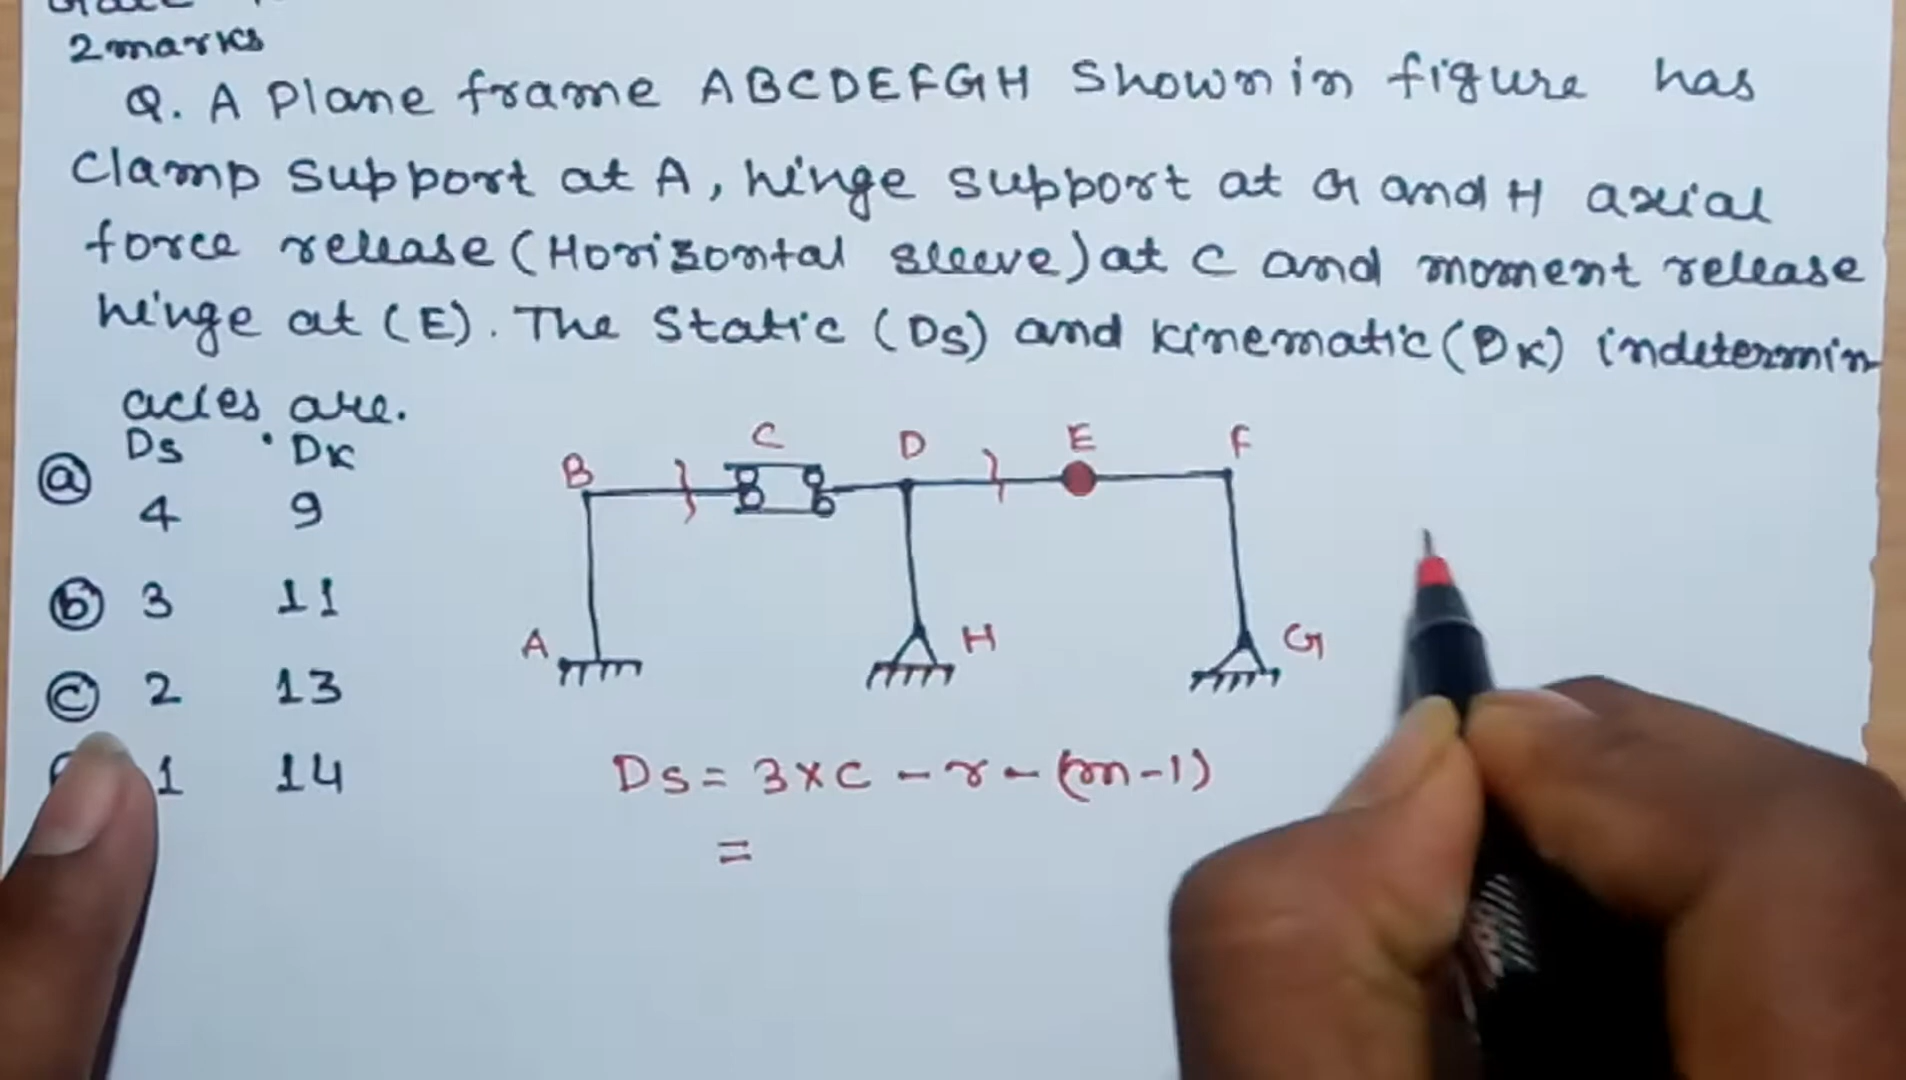 2marks
Q. A Plane frame ABCDEFGH Shown in figure has
Clamp Support at A, hinge support at G and H axial
force release (Horizontal sleeve) at C and moment release
hinge at (E). The Static (Ds) and Kinematic (Dk) indetermin
acies are.
Ds Dk
(a) 4 9
(b) 3 11
(c) 2 13
1 14
B C D E F
A H G
Ds = 3×C - r - (m-1)
=